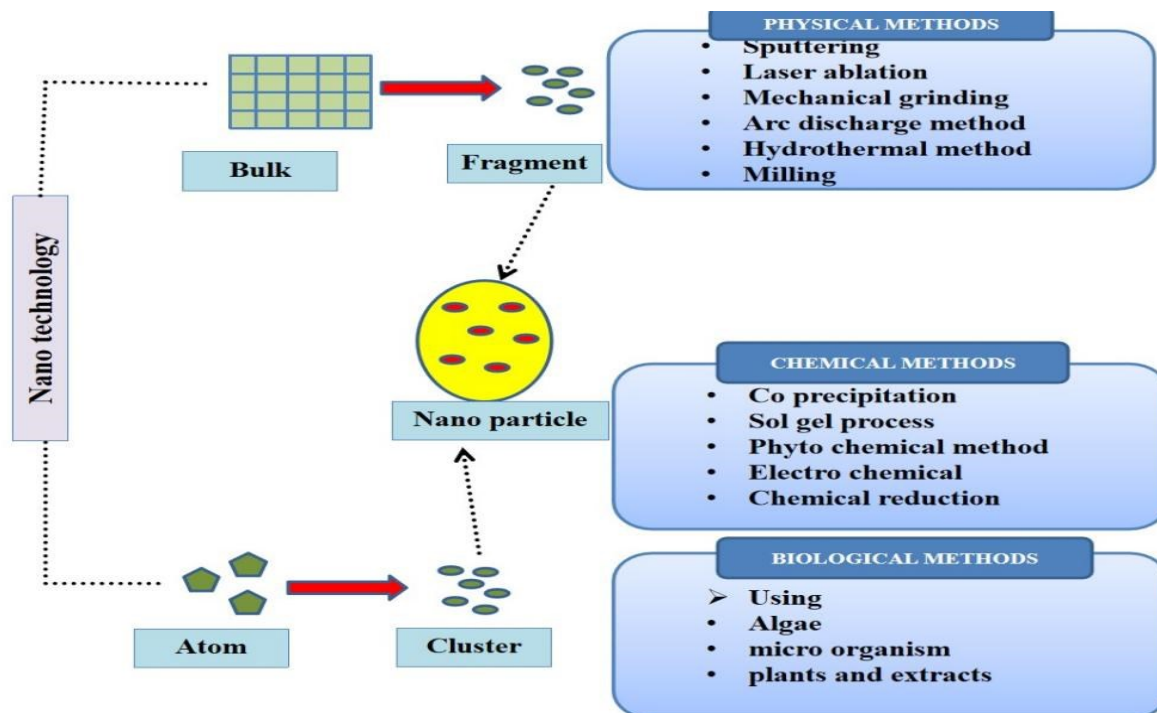 PHYSICAL METHODS
• Sputtering
• Laser ablation
• Mechanical grinding
• Arc discharge method
• Hydrothermal method
• Milling
Bulk
Fragment
Nano technology
Nano particle
CHEMICAL METHODS
• Co precipitation
• Sol gel process
• Phyto chemical method
• Electro chemical
• Chemical reduction
Atom
Cluster
BIOLOGICAL METHODS
➢ Using
• Algae
• micro organism
• plants and extracts